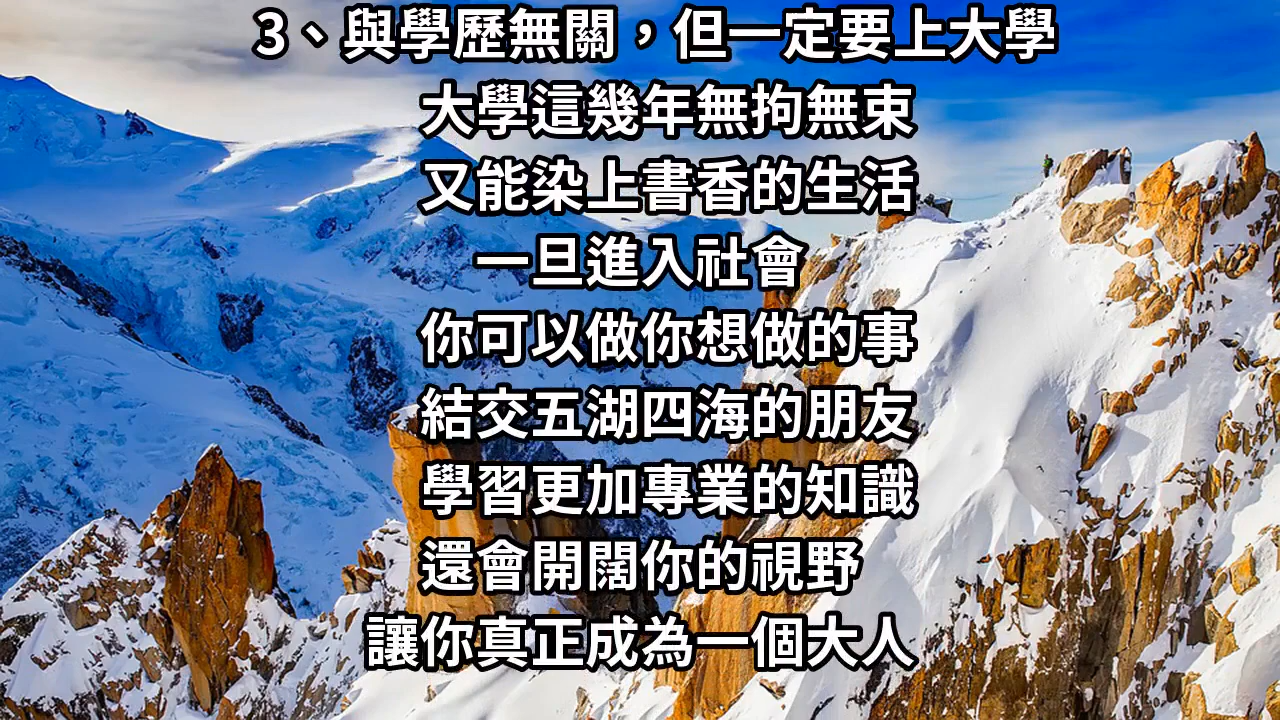 3、與學歷無關，但一定要上大學
大學這幾年無拘無束
又能染上書香的生活
一旦進入社會
你可以做你想做的事
結交五湖四海的朋友
學習更加專業的知識
還會開闊你的視野
讓你真正成為一個大人